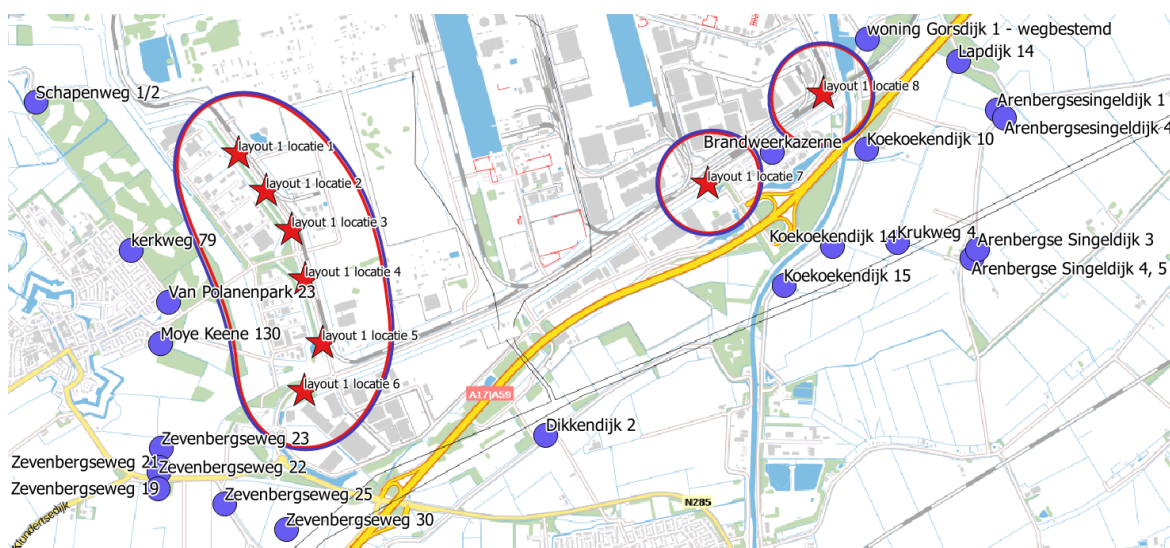 woning Gorsdijk 1 - wegbestemd
Lapdijk 14
Schapenweg 1/2
layout 1 locatie 8
Arenbergsesingeldijk 1
Arenbergsesingeldijk 4
Brandweerkazerne
Koekoekendijk 10
layout 1 locatie 1
layout 1 locatie 7
layout 1 locatie 2
layout 1 locatie 3
kerkweg 79
Koekoekendijk 14
Krukweg 4
Arenbergse Singeldijk 3
layout 1 locatie 4
Koekoekendijk 15
Arenbergse Singeldijk 4, 5
Van Polanenpark 23
Moye Keene 130
layout 1 locatie 5
layout 1 locatie 6
A17|A59
Dikkendijk 2
Zevenbergseweg 23
Zevenbergseweg 21
Zevenbergseweg 22
Zevenbergseweg 19
Zevenbergseweg 25
N285
Zevenbergseweg 30
Klundertsedijk